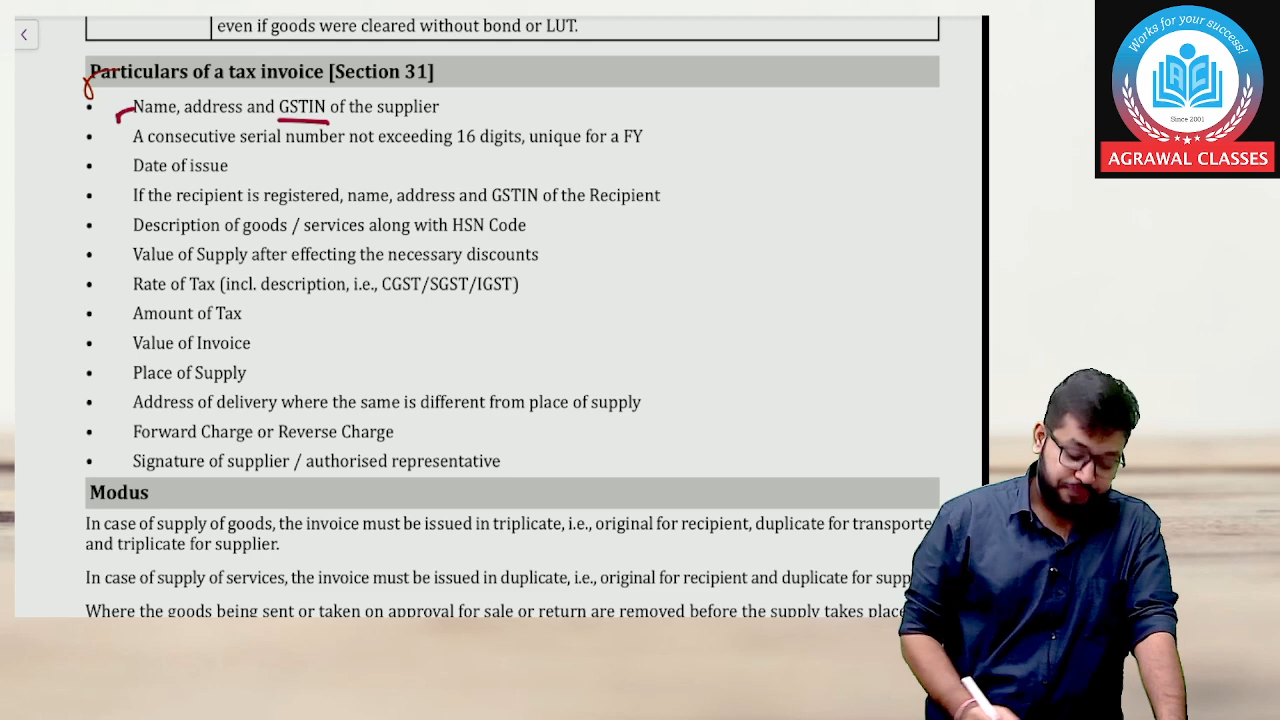 even if goods were cleared without bond or LUT.
Particulars of a tax invoice [Section 31]
• Name, address and GSTIN of the supplier
• A consecutive serial number not exceeding 16 digits, unique for a FY
• Date of issue
• If the recipient is registered, name, address and GSTIN of the Recipient
• Description of goods / services along with HSN Code
• Value of Supply after effecting the necessary discounts
• Rate of Tax (incl. description, i.e., CGST/SGST/IGST)
• Amount of Tax
• Value of Invoice
• Place of Supply
• Address of delivery where the same is different from place of supply
• Forward Charge or Reverse Charge
• Signature of supplier / authorised representative
Modus
In case of supply of goods, the invoice must be issued in triplicate, i.e., original for recipient, duplicate for transporte
and triplicate for supplier.
In case of supply of services, the invoice must be issued in duplicate, i.e., original for recipient and duplicate for supp
Where the goods being sent or taken on approval for sale or return are removed before the supply takes place
Works for your success!
AC
Since 2001
AGRAWAL CLASSES